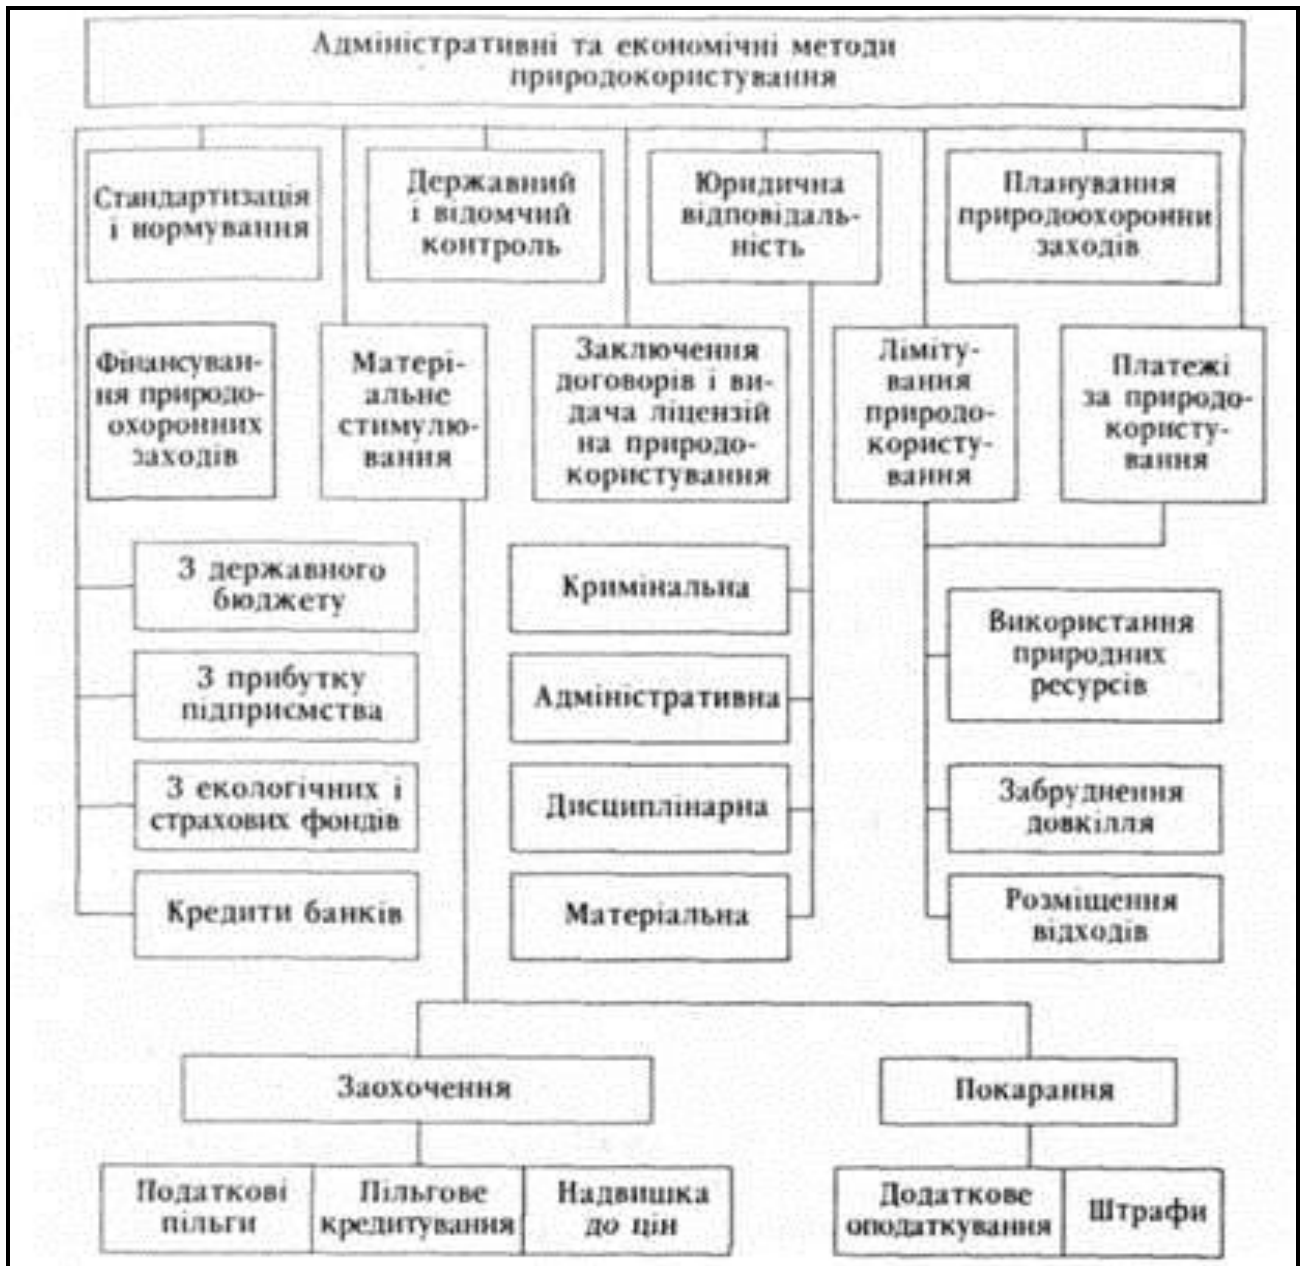 Адміністративні та економічні методи
природокористування
Стандартизація
і нормування
Державний
і відомчий
контроль
Юридична
відповідаль-
ність
Планування
природоохоронни
заходів
Фінансуван-
ня природо-
охоронних
заходів
Матері-
альне
стимулю-
вання
Заключення
договорів і ви-
дача ліцензій
на природо-
користування
Ліміту-
вання
природо-
користу-
вання
Платежі
за природо-
користу-
вання
З державного
бюджету
З прибутку
підприємства
З екологічних і
страхових фондів
Кредити банків
Кримінальна
Адміністративна
Дисциплінарна
Матеріальна
Використання
природних
ресурсів
Забруднення
довкілля
Розміщення
відходів
Заохочення
Покарання
Податкові
пільги
Пільгове
кредитування
Надвишка
до цін
Додаткове
оподаткування
Штрафи